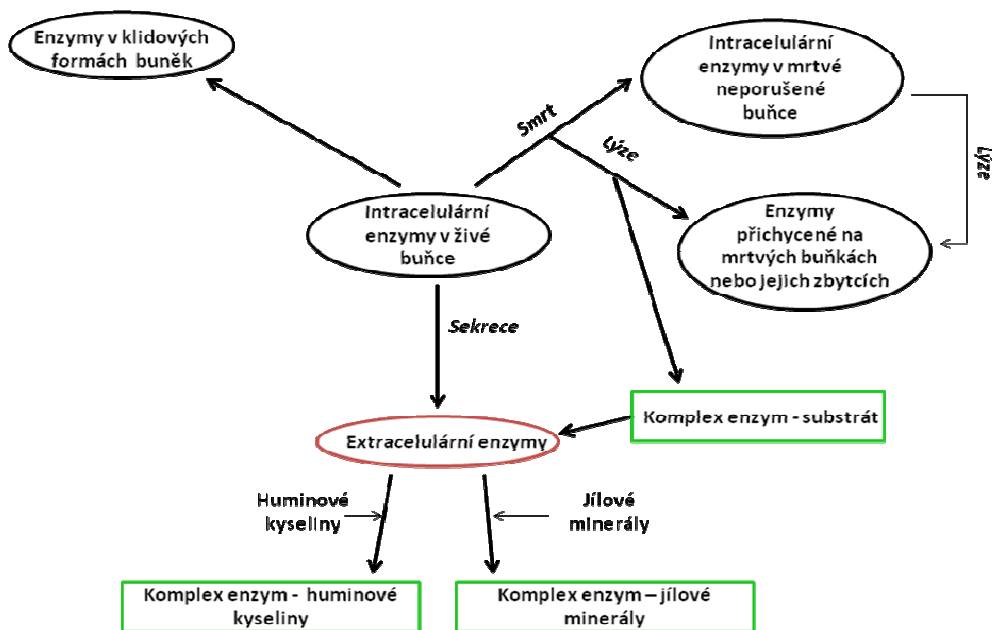 Enzymy v klidových
formách buněk
Intracelulární
enzymy v mrtvé
neporušené
buňce
Smrt
Lýze
Lýze
Intracelulární
enzymy v živé
buňce
Enzymy
přichycené na
mrtvých buňkách
nebo jejich zbytcích
Sekrece
Komplex enzym - substrát
Extracelulární enzymy
Huminové
kyseliny
Jílové
minerály
Komplex enzym - huminové
kyseliny
Komplex enzym – jílové
minerály